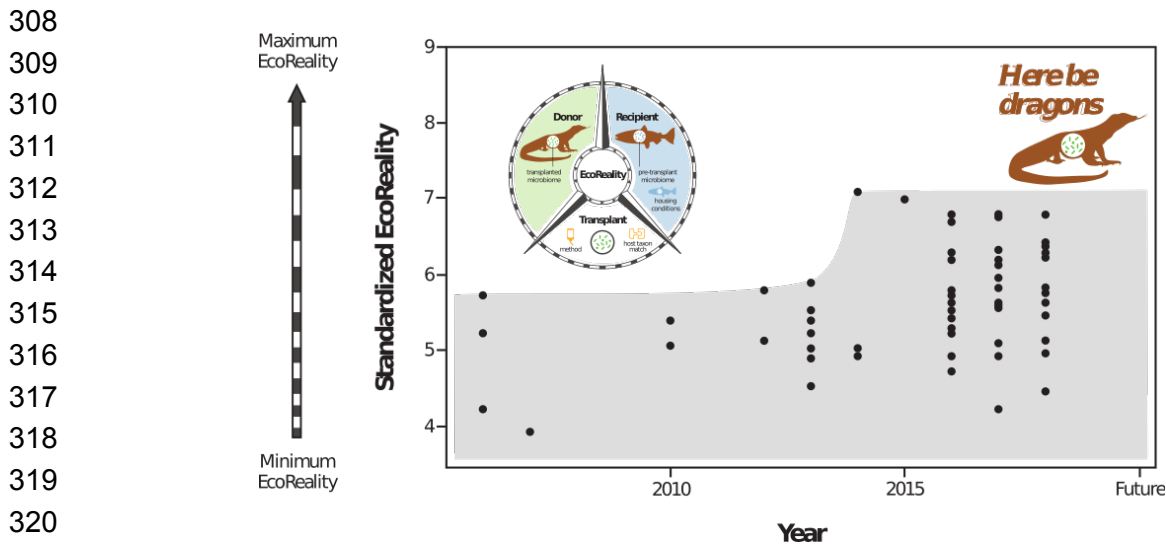 308
309
310
311
312
313
314
315
316
317
318
319
320
Maximum
EcoReality
Minimum
EcoReality
Standardized EcoReality
9
8
7
6
5
4
Donor
transplanted
microbiome
Recipient
pre-transplant
microbiome
housing
conditions
EcoReality
Transplant
method
host taxon
match
Here be
dragons
2010
2015
Future
Year